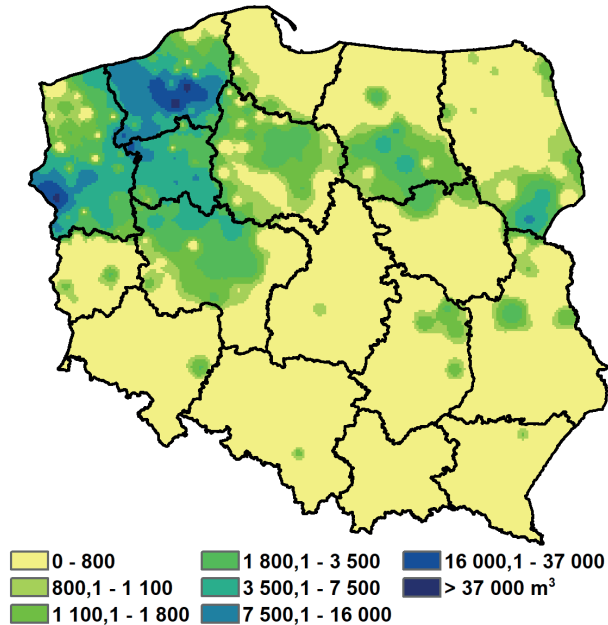 0 - 800
800,1 - 1 100
1 100,1 - 1 800
1 800,1 - 3 500
3 500,1 - 7 500
7 500,1 - 16 000
16 000,1 - 37 000
> 37 000 m³